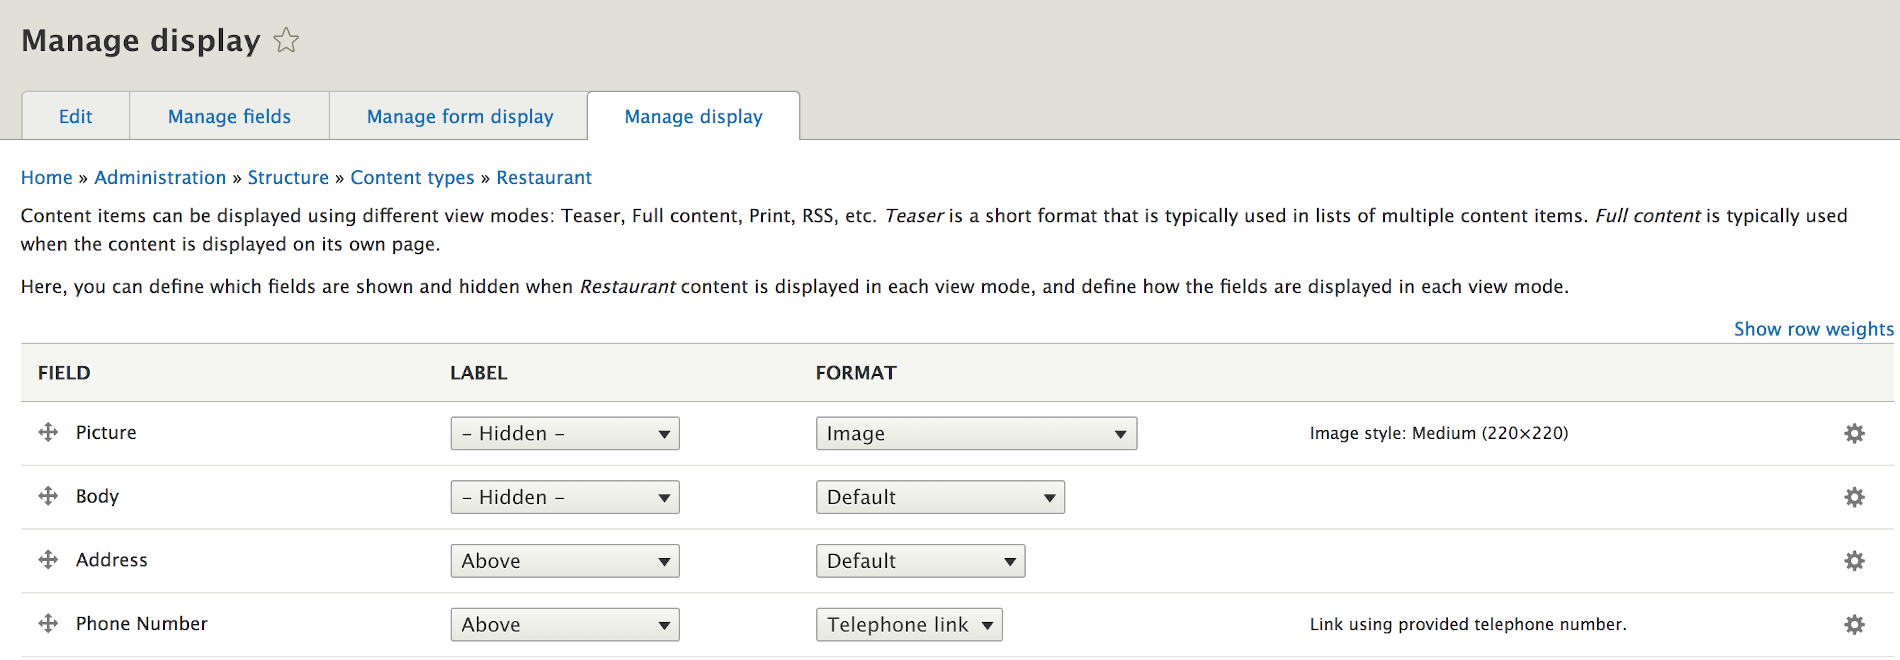 Manage display
Edit
Manage fields
Manage form display
Manage display
Home » Administration » Structure » Content types » Restaurant
Content items can be displayed using different view modes: Teaser, Full content, Print, RSS, etc. Teaser is a short format that is typically used in lists of multiple content items. Full content is typically used
when the content is displayed on its own page.
Here, you can define which fields are shown and hidden when Restaurant content is displayed in each view mode, and define how the fields are displayed in each view mode.
Show row weights
FIELD LABEL FORMAT
Picture – Hidden – Image Image style: Medium (220×220)
Body – Hidden – Default
Address Above Default
Phone Number Above Telephone link Link using provided telephone number.